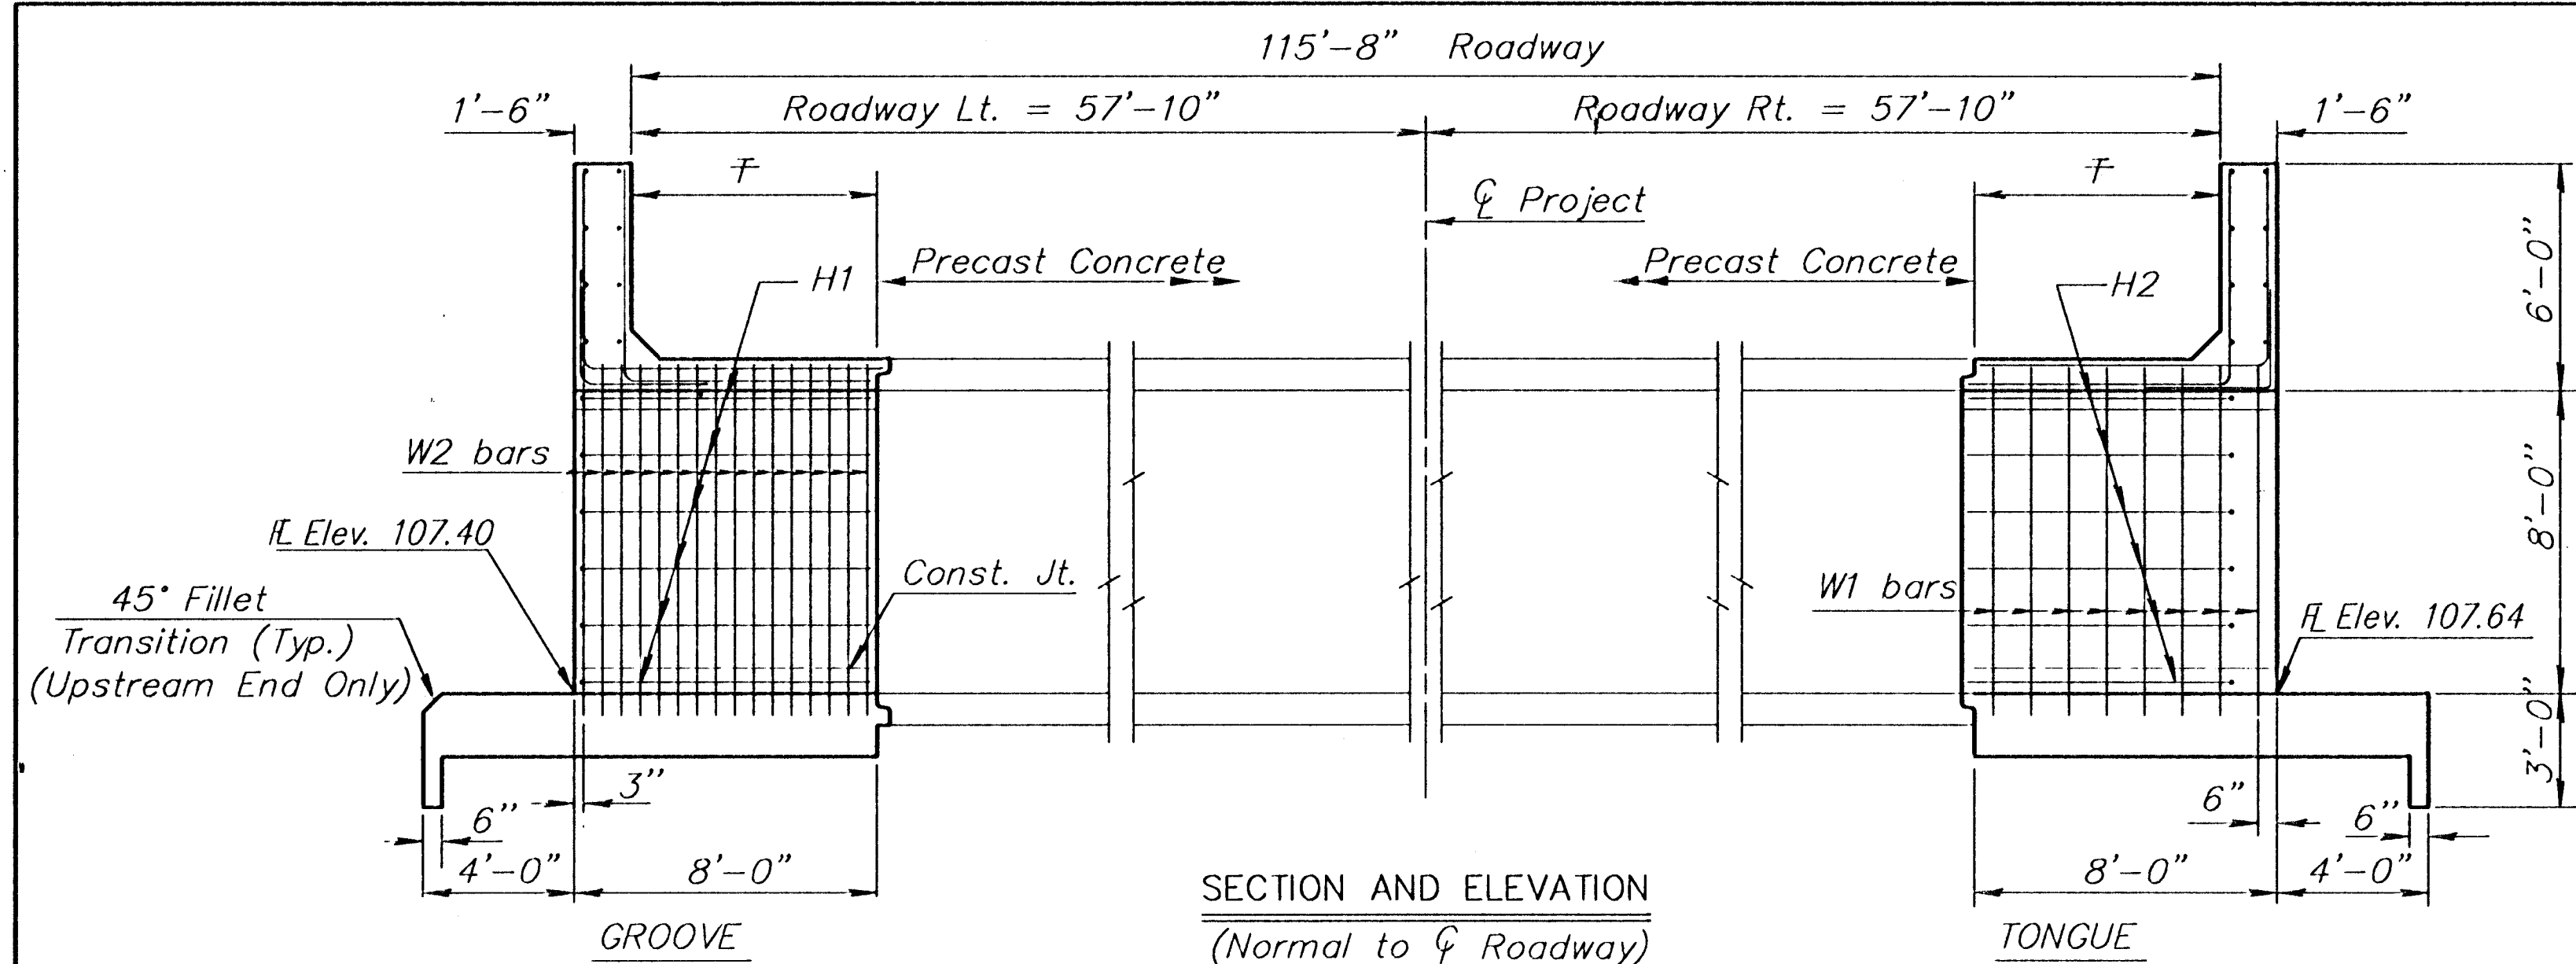 115'-8" Roadway
1'-6"
Roadway Lt. = 57'-10"
Roadway Rt. = 57'-10"
1'-6"
T
T
℄ Project
Precast Concrete
Precast Concrete
H1
H2
6'-0"
W2 bars
8'-0"
FL Elev. 107.40
Const. Jt.
W1 bars
45° Fillet
Transition (Typ.)
(Upstream End Only)
FL Elev. 107.64
3'-0"
3"
6"
6"
6"
4'-0"
8'-0"
8'-0"
4'-0"
SECTION AND ELEVATION
(Normal to ℄ Roadway)
GROOVE
TONGUE